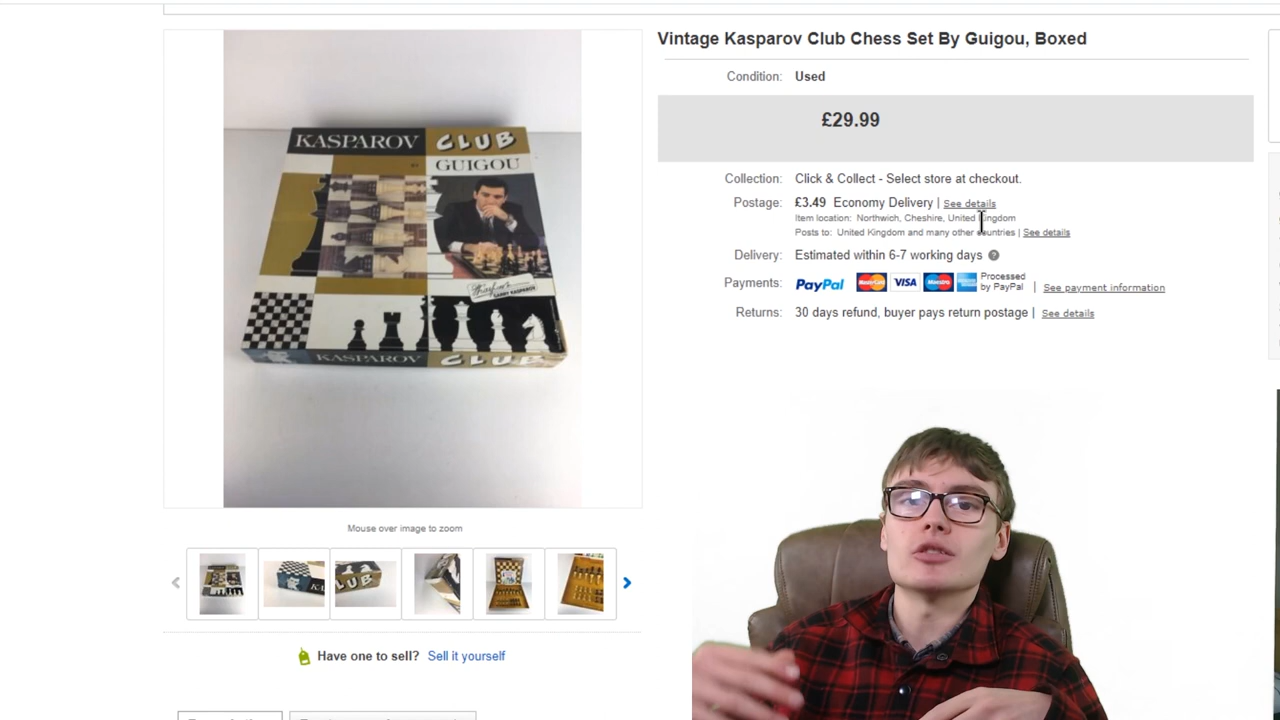 Vintage Kasparov Club Chess Set By Guigou, Boxed
Condition: Used
£29.99
Collection: Click & Collect - Select store at checkout.
Postage: £3.49 Economy Delivery | See details
Item location: Northwich, Cheshire, United Kingdom
Posts to: United Kingdom and many other countries | See details
Delivery: Estimated within 6-7 working days ?
Payments: PayPal MasterCard VISA Maestro Processed by PayPal | See payment information
Returns: 30 days refund, buyer pays return postage | See details
KASPAROV CLUB
BY GUIGOU
GARRY KASPAROV
KASPAROV CLUB
Mouse over image to zoom
Have one to sell? Sell it yourself